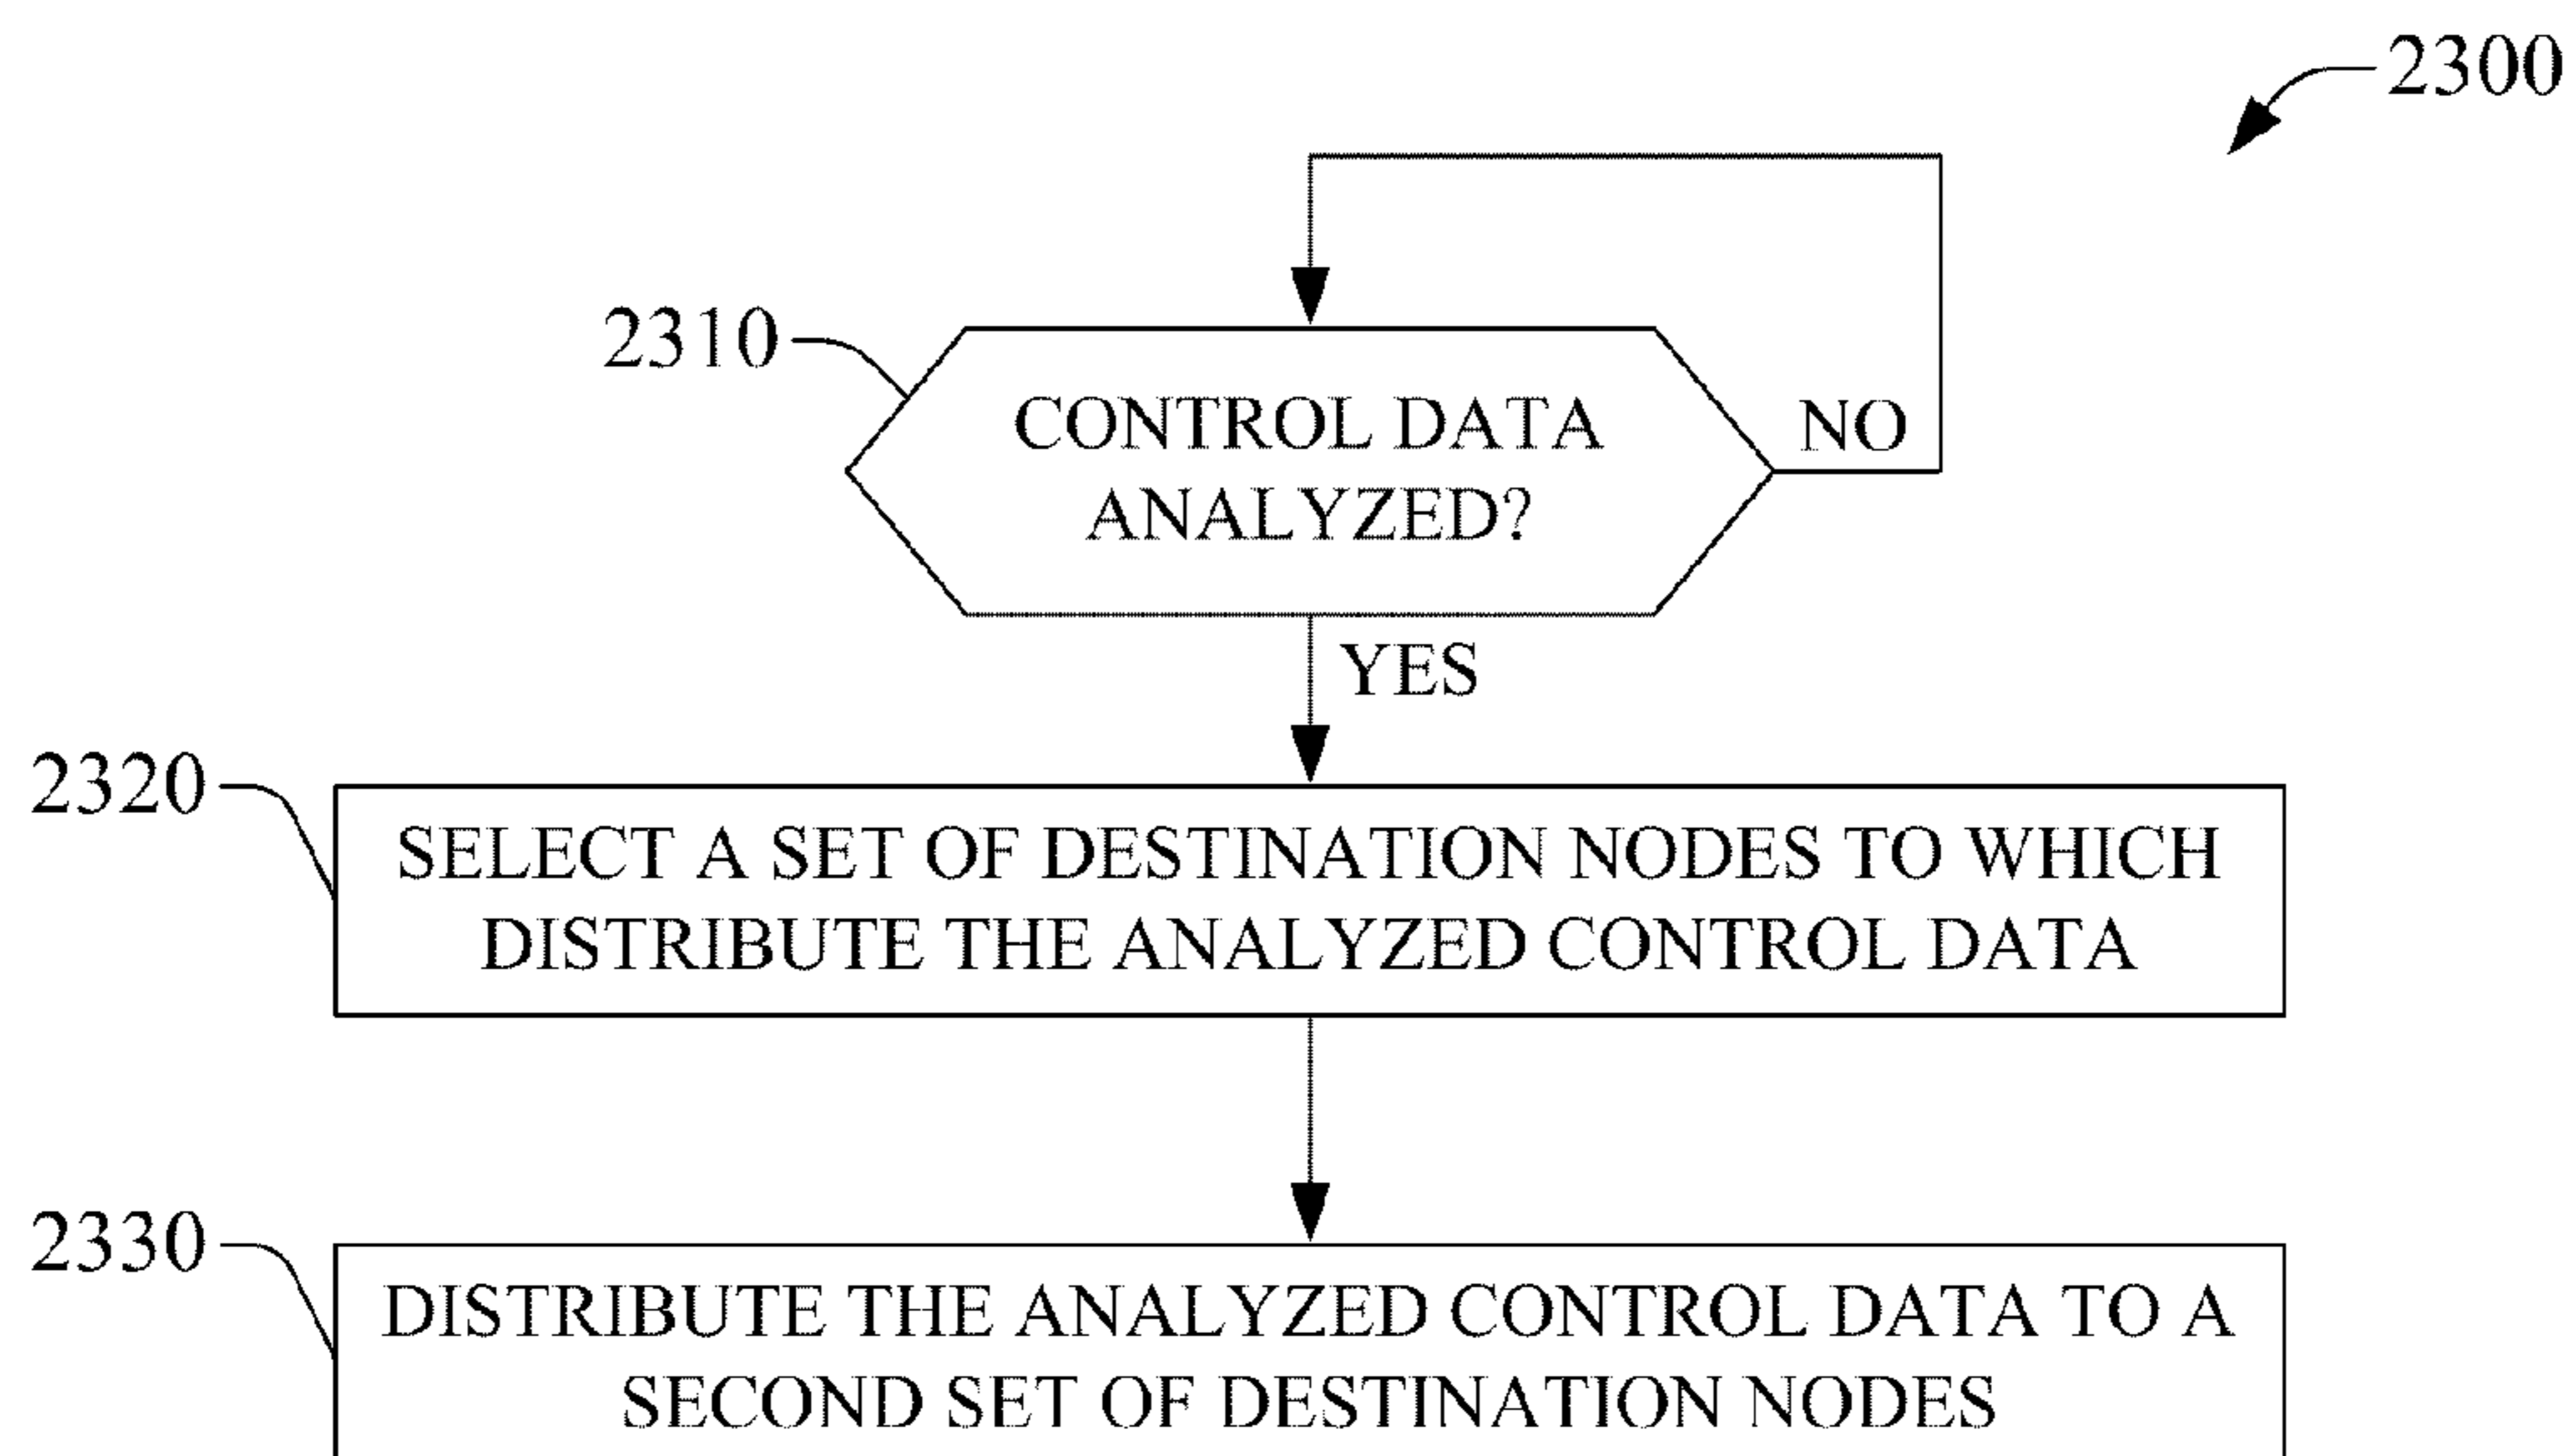 2300
2310
CONTROL DATA
ANALYZED?
NO
YES
2320
SELECT A SET OF DESTINATION NODES TO WHICH
DISTRIBUTE THE ANALYZED CONTROL DATA
2330
DISTRIBUTE THE ANALYZED CONTROL DATA TO A
SECOND SET OF DESTINATION NODES